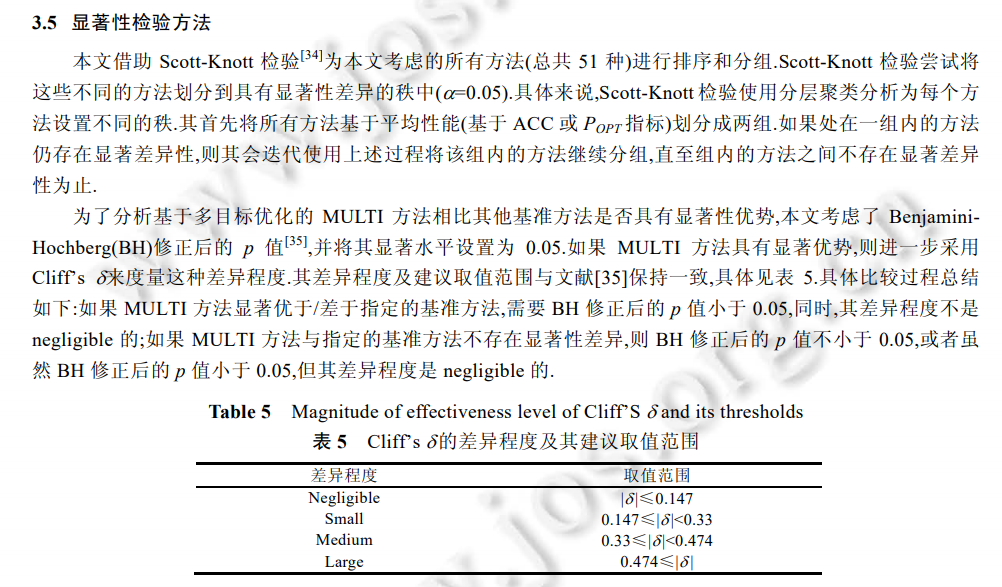 3.5 显著性检验方法
本文借助 Scott-Knott 检验[34]为本文考虑的所有方法(总共 51 种)进行排序和分组.Scott-Knott 检验尝试将
这些不同的方法划分到具有显著性差异的秩中(α=0.05).具体来说,Scott-Knott 检验使用分层聚类分析为每个方
法设置不同的秩.其首先将所有方法基于平均性能(基于 ACC 或 POPT 指标)划分成两组.如果处在一组内的方法
仍存在显著差异性,则其会迭代使用上述过程将该组内的方法继续分组,直至组内的方法之间不存在显著差异
性为止.
为了分析基于多目标优化的 MULTI 方法相比其他基准方法是否具有显著性优势,本文考虑了 Benjamini-
Hochberg(BH)修正后的 p 值[35],并将其显著水平设置为 0.05.如果 MULTI 方法具有显著优势,则进一步采用
Cliff's δ来度量这种差异程度.其差异程度及建议取值范围与文献[35]保持一致,具体见表 5.具体比较过程总结
如下:如果 MULTI 方法显著优于/差于指定的基准方法,需要 BH 修正后的 p 值小于 0.05,同时,其差异程度不是
negligible 的;如果 MULTI 方法与指定的基准方法不存在显著性差异,则 BH 修正后的 p 值不小于 0.05,或者虽
然 BH 修正后的 p 值小于 0.05,但其差异程度是 negligible 的.
Table 5 Magnitude of effectiveness level of Cliff'S δ and its thresholds
表 5 Cliff's δ的差异程度及其建议取值范围
差异程度 取值范围
Negligible |δ|≤0.147
Small 0.147≤|δ|<0.33
Medium 0.33≤|δ|<0.474
Large 0.474≤|δ|
www.jos.org.cn